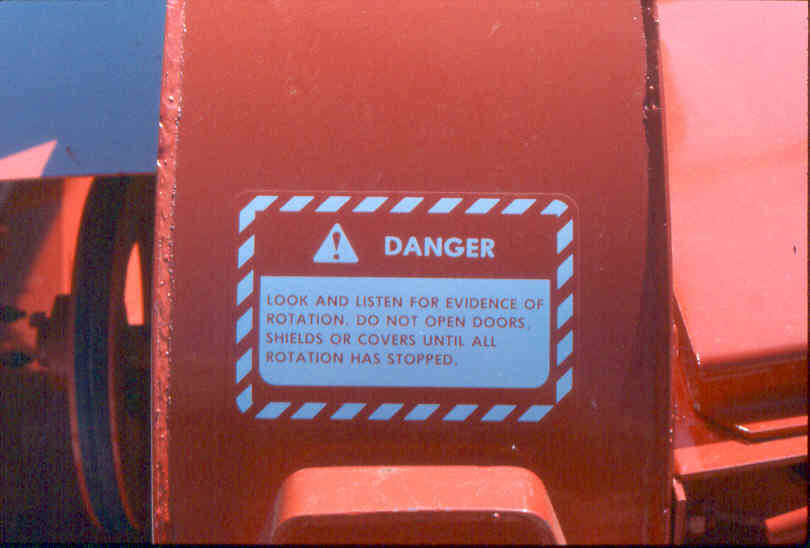 DANGER
LOOK AND LISTEN FOR EVIDENCE OF
ROTATION. DO NOT OPEN DOORS,
SHIELDS OR COVERS UNTIL ALL
ROTATION HAS STOPPED.